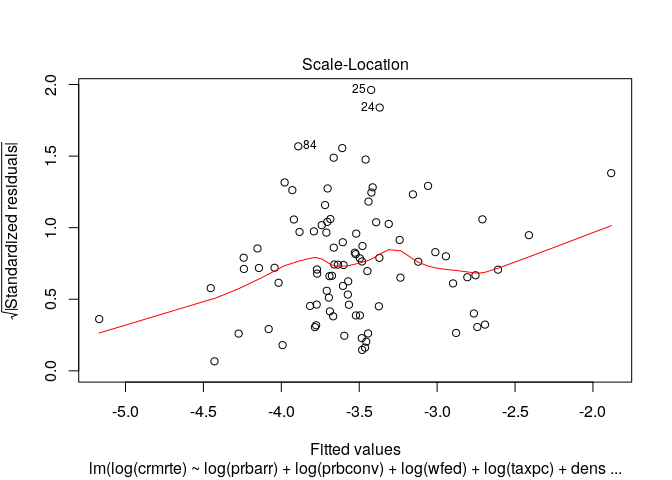 Scale-Location
√|Standardized residuals|
2.0
1.5
1.0
0.5
0.0
25
24
84
-5.0 -4.5 -4.0 -3.5 -3.0 -2.5 -2.0
Fitted values
lm(log(crmrte) ~ log(prbarr) + log(prbconv) + log(wfed) + log(taxpc) + dens ...